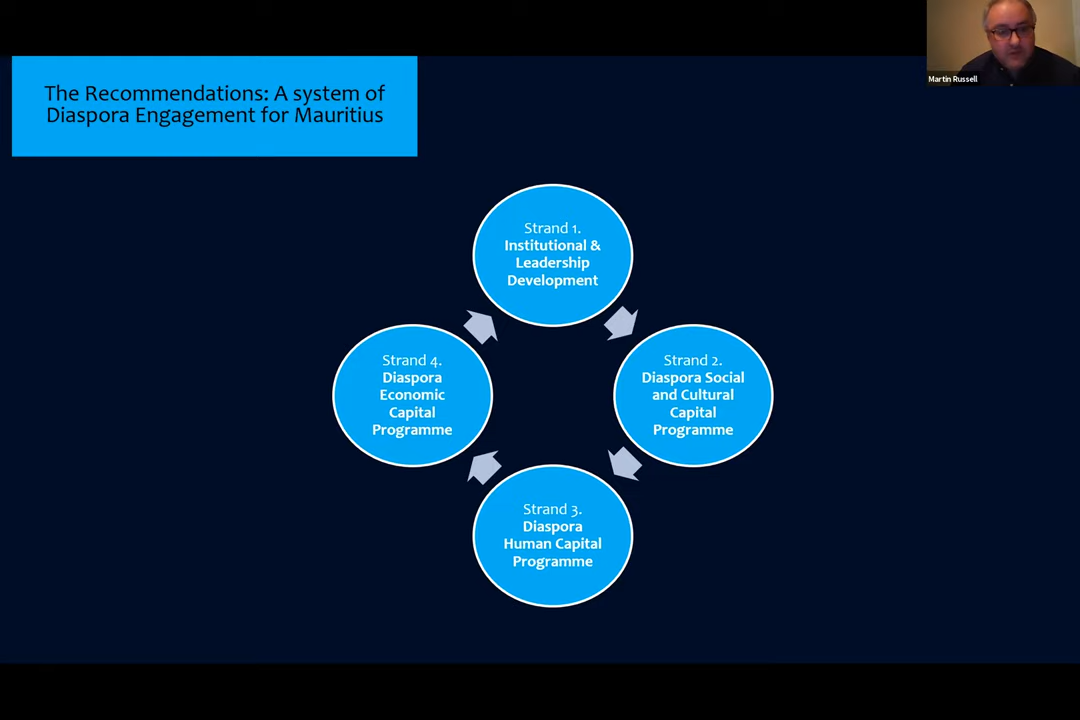 Martin Russell
The Recommendations: A system of
Diaspora Engagement for Mauritius
Strand 1.
Institutional &
Leadership
Development
Strand 2.
Diaspora Social
and Cultural
Capital
Programme
Strand 3.
Diaspora
Human Capital
Programme
Strand 4.
Diaspora
Economic
Capital
Programme